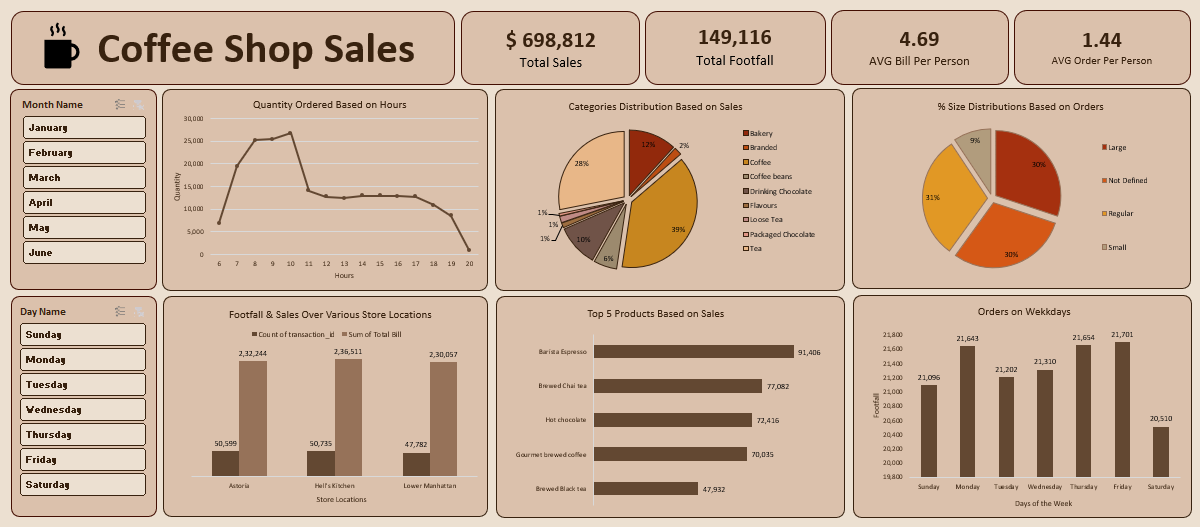 Coffee Shop Sales
$ 698,812
Total Sales
149,116
Total Footfall
4.69
AVG Bill Per Person
1.44
AVG Order Per Person
Month Name
January
February
March
April
May
June
Quantity Ordered Based on Hours
30,000
25,000
20,000
15,000
10,000
5,000
0
Quantity
6 7 8 9 10 11 12 13 14 15 16 17 18 19 20
Hours
Categories Distribution Based on Sales
12%
2%
39%
6%
10%
1%
1%
1%
28%
Bakery
Branded
Coffee
Coffee beans
Drinking Chocolate
Flavours
Loose Tea
Packaged Chocolate
Tea
% Size Distributions Based on Orders
30%
30%
31%
9%
Large
Not Defined
Regular
Small
Day Name
Sunday
Monday
Tuesday
Wednesday
Thursday
Friday
Saturday
Footfall & Sales Over Various Store Locations
Count of transaction_id Sum of Total Bill
2,32,244 2,36,511 2,30,057
50,599 50,735 47,782
Astoria Hell's Kitchen Lower Manhattan
Store Locations
Top 5 Products Based on Sales
Barista Espresso 91,406
Brewed Chai tea 77,082
Hot chocolate 72,416
Gourmet brewed coffee 70,035
Brewed Black tea 47,932
Orders on Wekkdays
21,800
21,600
21,400
21,200
21,000
20,800
20,600
20,400
20,200
20,000
19,800
Footfall
21,096 21,643 21,202 21,310 21,654 21,701 20,510
Sunday Monday Tuesday Wednesday Thursday Friday Saturday
Days of the Week